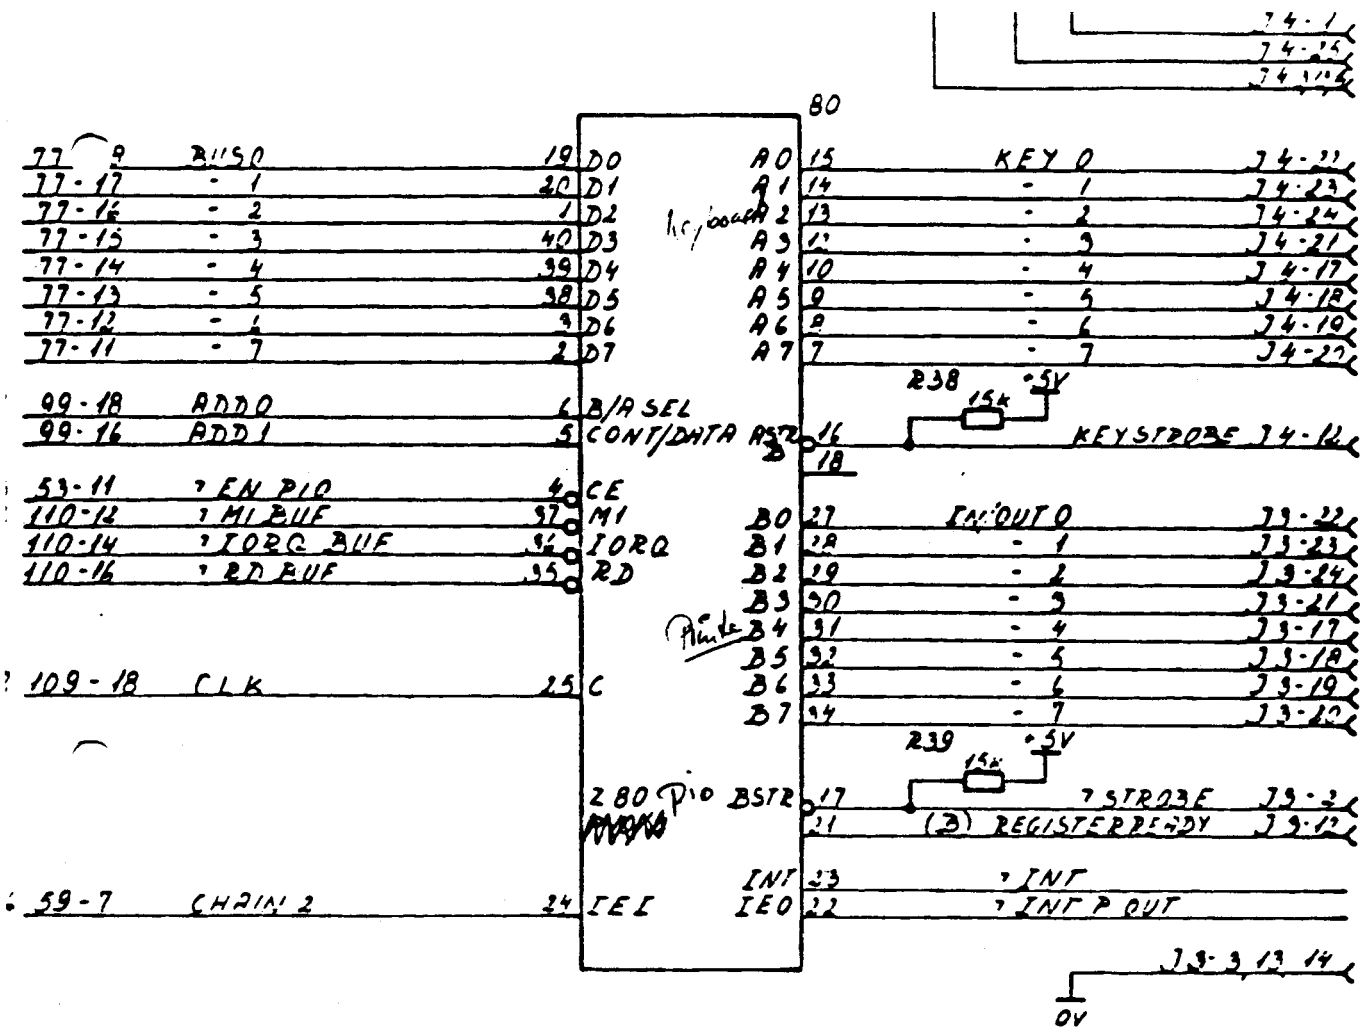 J4-1
J4-25
J4
80
77 9 BUS0 19 D0 A0 15 KEY 0 J4-22
77-17 - 1 20 D1 A1 14 - 1 J4-23
77-16 - 2 1 D2 keyboard A2 13 - 2 J4-24
77-15 - 3 40 D3 A3 12 - 3 J4-21
77-14 - 4 39 D4 A4 10 - 4 J4-17
77-13 - 5 38 D5 A5 9 - 5 J4-18
77-12 - 6 3 D6 A6 8 - 6 J4-19
77-11 - 7 2 D7 A7 7 - 7 J4-20
R38 15K +5V
99-18 ADD0 6 B/A SEL
99-16 ADD1 5 CONT/DATA ASTB 16 KEYSTROBE J4-12
18
53-11 ¬ EN PIO 4 CE
110-12 ¬ M1 BUF 37 M1 B0 27 IN/OUT 0 J3-22
110-14 ¬ IORQ BUF 36 IORQ B1 28 - 1 J3-23
110-16 ¬ RD BUF 35 RD B2 29 - 2 J3-24
B3 30 - 3 J3-21
Printer B4 31 - 4 J3-17
B5 32 - 5 J3-18
109-18 CLK 25 C B6 33 - 6 J3-19
B7 34 - 7 J3-20
R39 15K +5V
Z80 pio BSTB 17 ¬ STROBE J3-2
21 (B) REGISTER READY J3-12
INT 23 ¬ INT
59-7 CHAIN 2 24 IEI IEO 22 ¬ INT P OUT
J3-3, 13, 14
0V